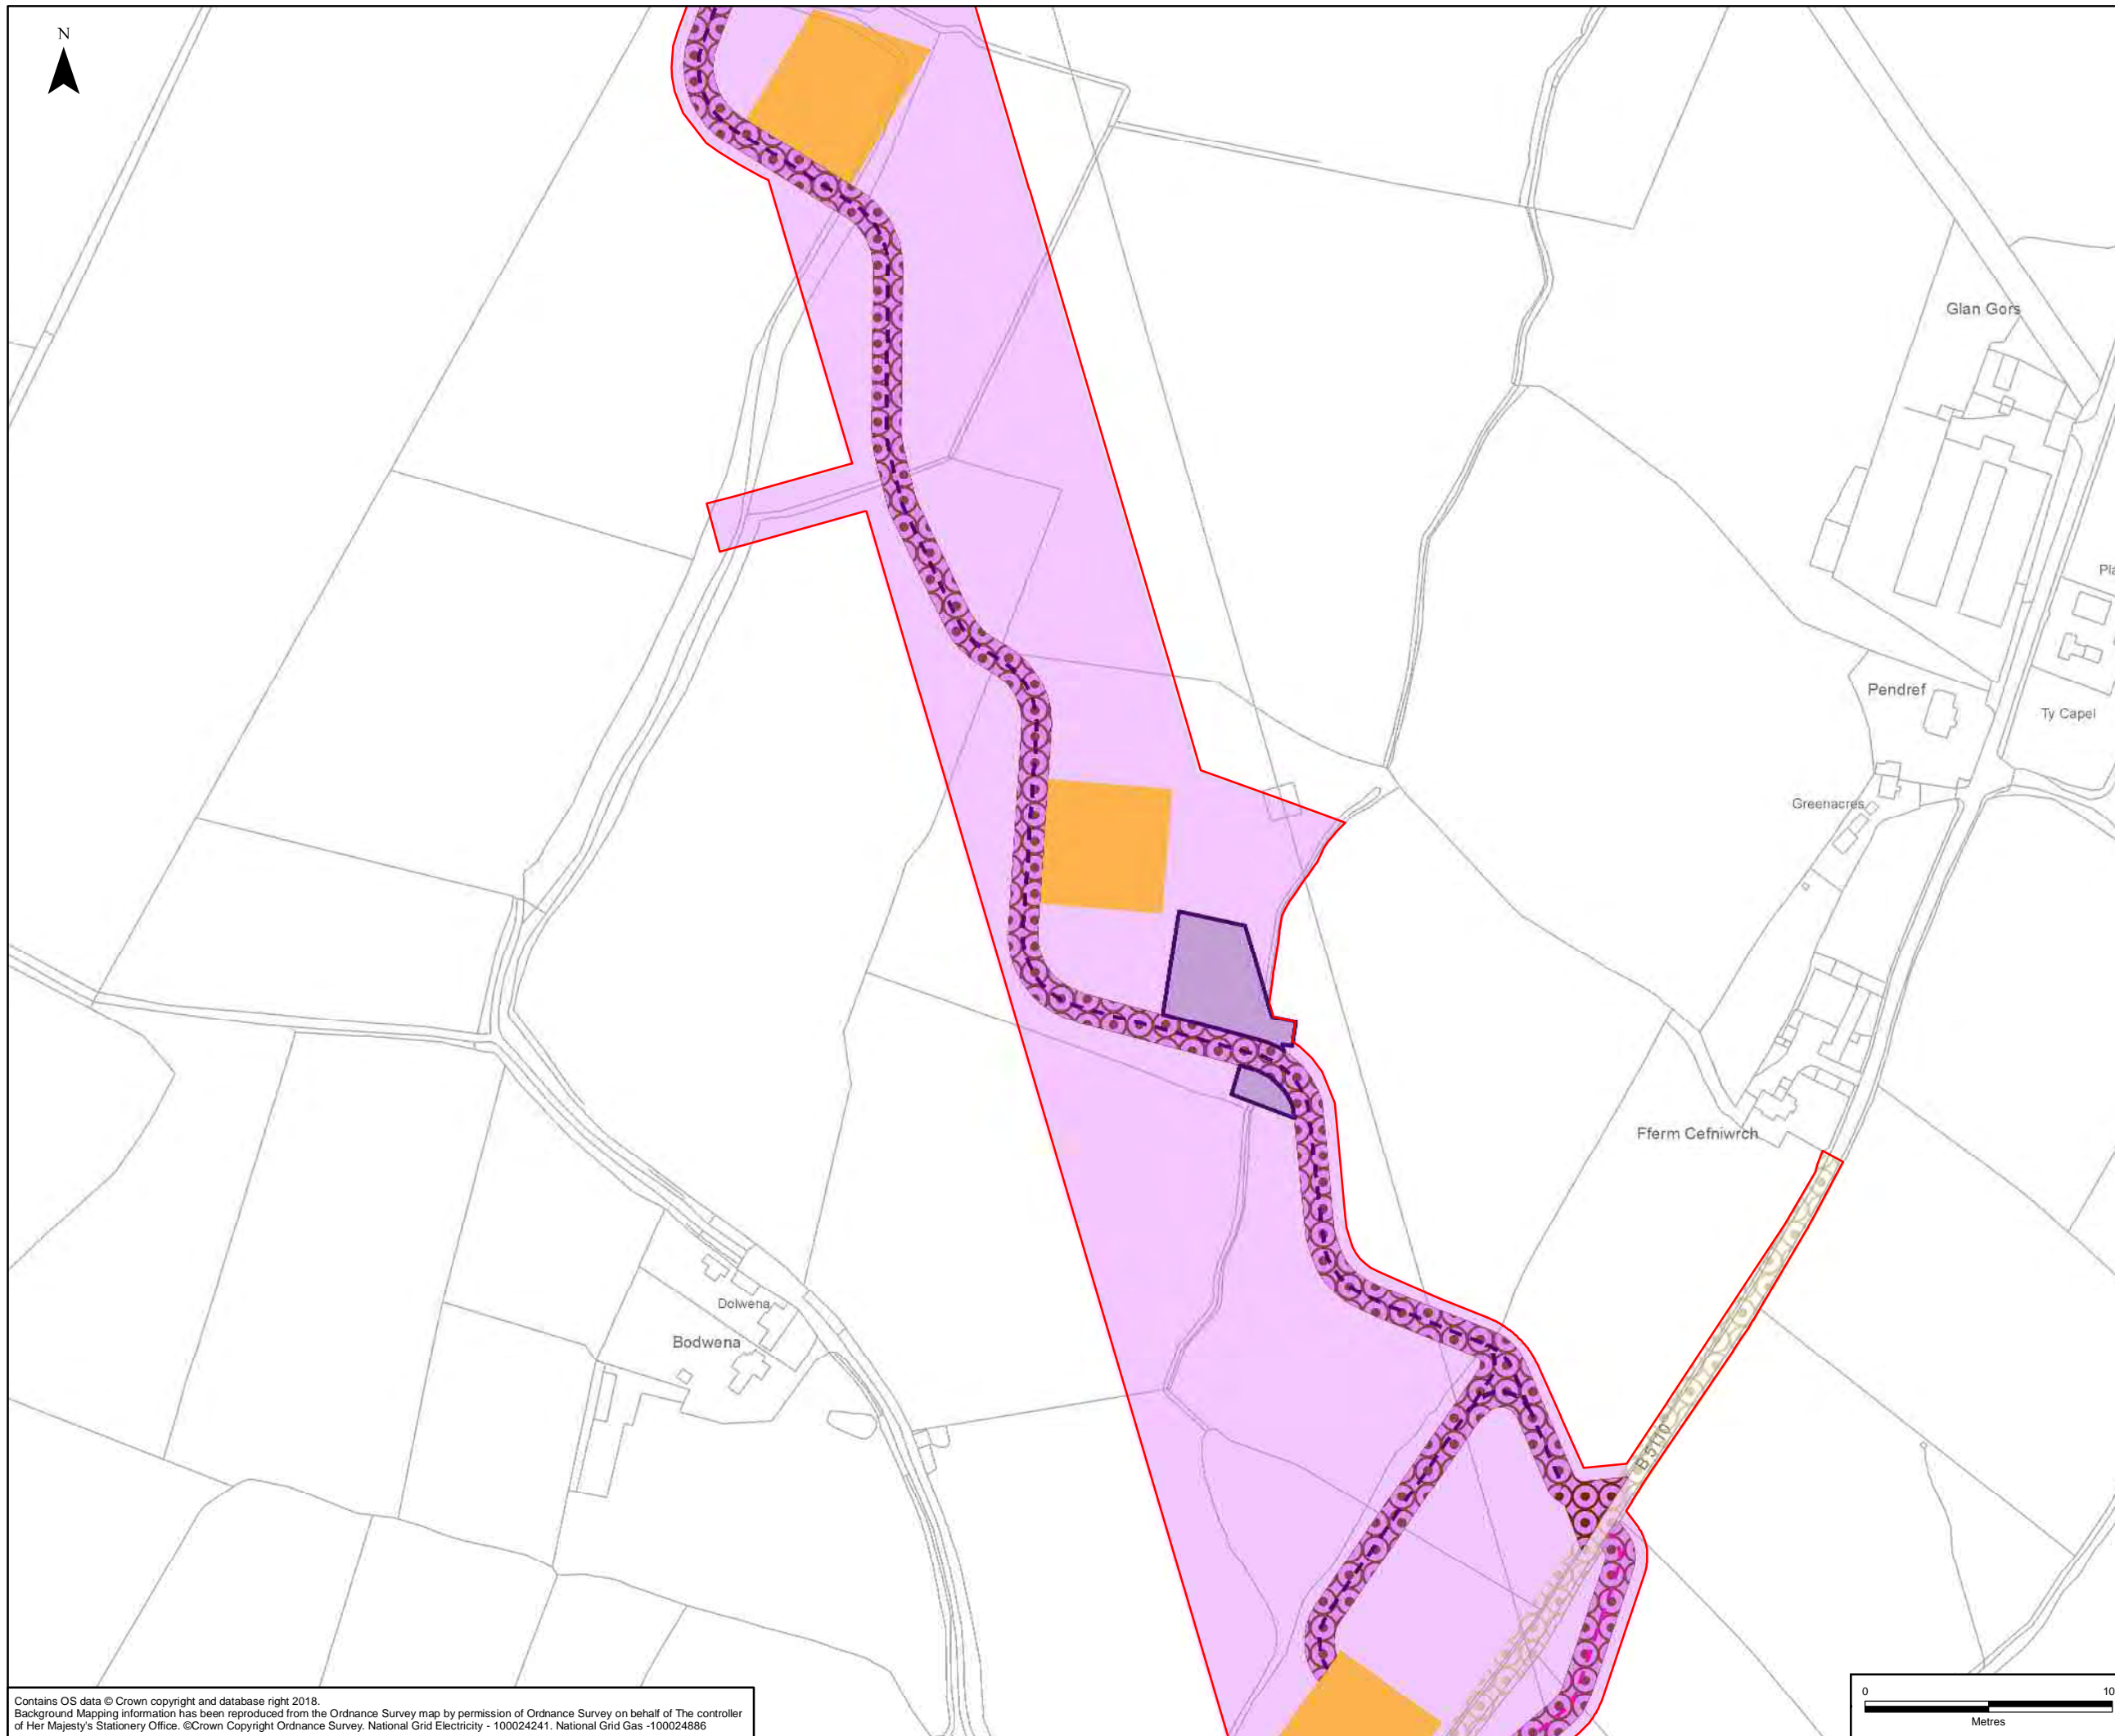 N
Glan Gors
Pla
Pendref
Ty Capel
Greenacres
Fferm Cefniwrch
Dolwena
Bodwena
B 5110
Contains OS data © Crown copyright and database right 2018.
Background Mapping information has been reproduced from the Ordnance Survey map by permission of Ordnance Survey on behalf of The controller
of Her Majesty's Stationery Office. ©Crown Copyright Ordnance Survey. National Grid Electricity - 100024241. National Grid Gas -100024886
0 10
Metres